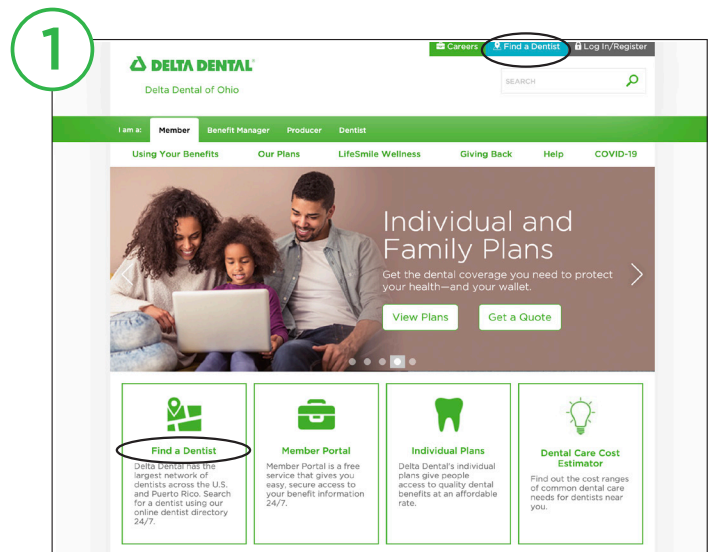 1
Careers Find a Dentist Log In/Register
DELTA DENTAL®
SEARCH
Delta Dental of Ohio
I am a: Member Benefit Manager Producer Dentist
Using Your Benefits Our Plans LifeSmile Wellness Giving Back Help COVID-19
Individual and
Family Plans
Get the dental coverage you need to protect
your health—and your wallet.
View Plans Get a Quote
Find a Dentist
Delta Dental has the
largest network of
dentists across the U.S.
and Puerto Rico. Search
for a dentist using our
online dentist directory
24/7.
Member Portal
Member Portal is a free
service that gives you
easy, secure access to
your benefit information
24/7.
Individual Plans
Delta Dental's individual
plans give people
access to quality dental
benefits at an affordable
rate.
Dental Care Cost
Estimator
Find out the cost ranges
of common dental care
needs for dentists near
you.